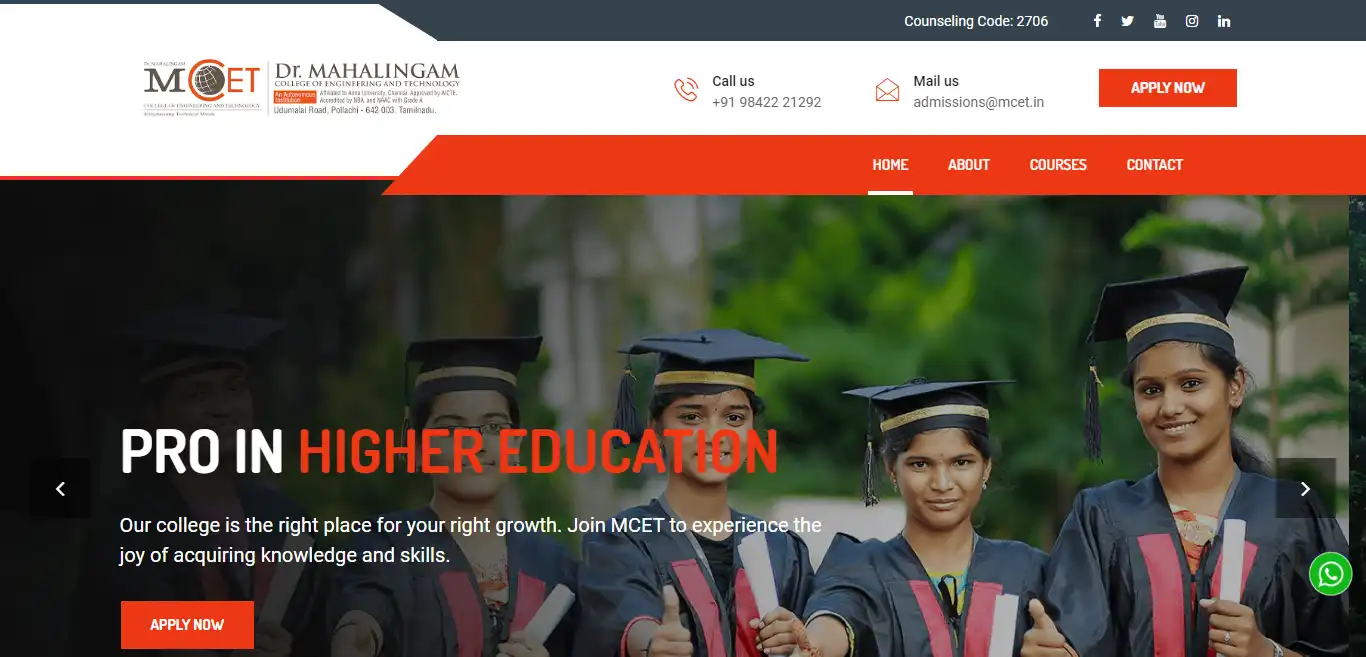 Counseling Code: 2706
Dr. MAHALINGAM
MCET
COLLEGE OF ENGINEERING AND TECHNOLOGY
Enlightening Technical Minds
Dr. MAHALINGAM
COLLEGE OF ENGINEERING AND TECHNOLOGY
An Autonomous Institution
Affiliated to Anna University, Chennai. Approved by AICTE.
Accredited by NBA and NAAC with Grade A
Udumalai Road, Pollachi - 642 003. Tamilnadu.
Call us
+91 98422 21292
Mail us
admissions@mcet.in
APPLY NOW
HOME
ABOUT
COURSES
CONTACT
PRO IN HIGHER EDUCATION
Our college is the right place for your right growth. Join MCET to experience the
joy of acquiring knowledge and skills.
APPLY NOW